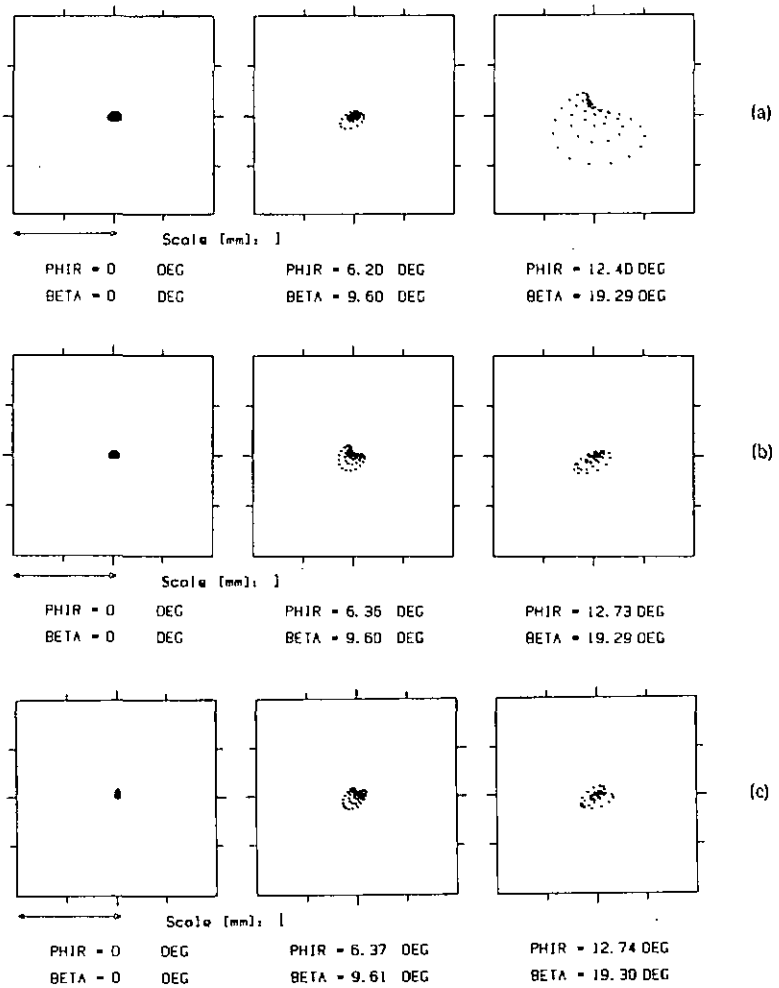 (a)
Scale [mm]: ]
PHIR = 0 DEG PHIR = 6.20 DEG PHIR = 12.40 DEG
BETA = 0 DEG BETA = 9.60 DEG BETA = 19.29 DEG
(b)
Scale [mm]: ]
PHIR = 0 DEG PHIR = 6.36 DEG PHIR = 12.73 DEG
BETA = 0 DEG BETA = 9.60 DEG BETA = 19.29 DEG
(c)
Scale [mm]: [
PHIR = 0 DEG PHIR = 6.37 DEG PHIR = 12.74 DEG
BETA = 0 DEG BETA = 9.61 DEG BETA = 19.30 DEG